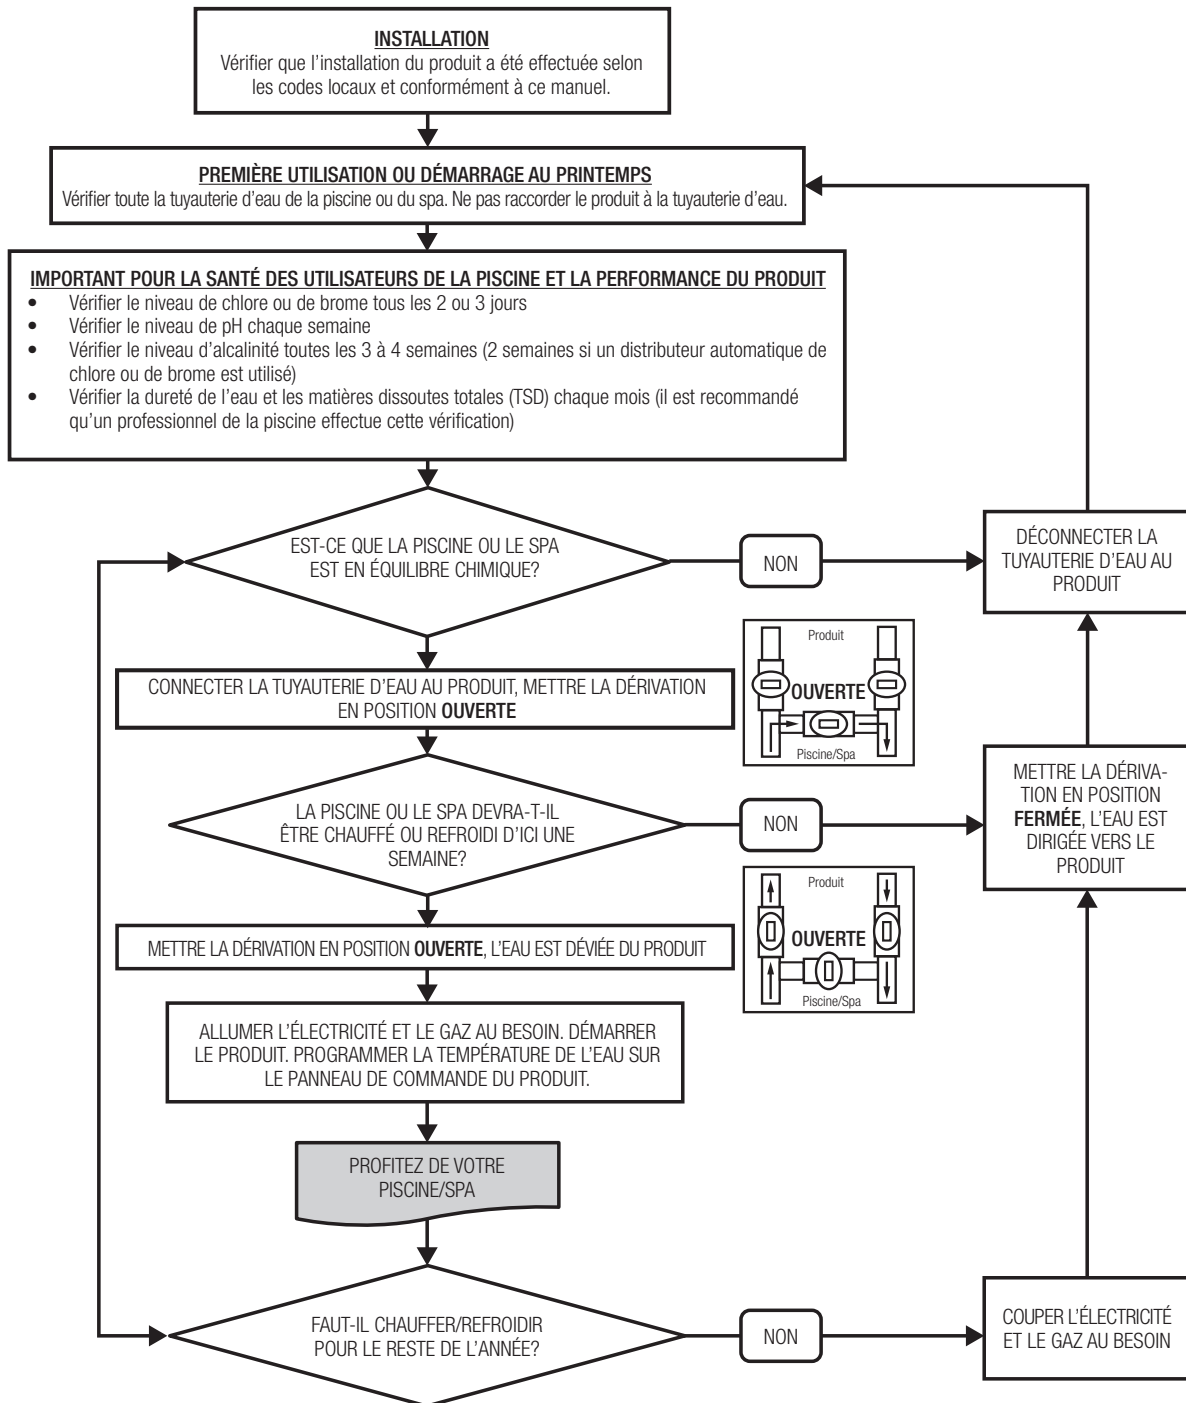 INSTALLATION
Vérifier que l'installation du produit a été effectuée selon
les codes locaux et conformément à ce manuel.
PREMIÈRE UTILISATION OU DÉMARRAGE AU PRINTEMPS
Vérifier toute la tuyauterie d'eau de la piscine ou du spa. Ne pas raccorder le produit à la tuyauterie d'eau.
IMPORTANT POUR LA SANTÉ DES UTILISATEURS DE LA PISCINE ET LA PERFORMANCE DU PRODUIT
• Vérifier le niveau de chlore ou de brome tous les 2 ou 3 jours
• Vérifier le niveau de pH chaque semaine
• Vérifier le niveau d'alcalinité toutes les 3 à 4 semaines (2 semaines si un distributeur automatique de
chlore ou de brome est utilisé)
• Vérifier la dureté de l'eau et les matières dissoutes totales (TSD) chaque mois (il est recommandé
qu'un professionnel de la piscine effectue cette vérification)
EST-CE QUE LA PISCINE OU LE SPA
EST EN ÉQUILIBRE CHIMIQUE?
NON
DÉCONNECTER LA
TUYAUTERIE D'EAU AU
PRODUIT
CONNECTER LA TUYAUTERIE D'EAU AU PRODUIT, METTRE LA DÉRIVATION
EN POSITION OUVERTE
Produit
OUVERTE
Piscine/Spa
LA PISCINE OU LE SPA DEVRA-T-IL
ÊTRE CHAUFFÉ OU REFROIDI D'ICI UNE
SEMAINE?
NON
METTRE LA DÉRIVA-
TION EN POSITION
FERMÉE, L'EAU EST
DIRIGÉE VERS LE
PRODUIT
METTRE LA DÉRIVATION EN POSITION OUVERTE, L'EAU EST DÉVIÉE DU PRODUIT
Produit
OUVERTE
Piscine/Spa
ALLUMER L'ÉLECTRICITÉ ET LE GAZ AU BESOIN. DÉMARRER
LE PRODUIT. PROGRAMMER LA TEMPÉRATURE DE L'EAU SUR
LE PANNEAU DE COMMANDE DU PRODUIT.
PROFITEZ DE VOTRE
PISCINE/SPA
FAUT-IL CHAUFFER/REFROIDIR
POUR LE RESTE DE L'ANNÉE?
NON
COUPER L'ÉLECTRICITÉ
ET LE GAZ AU BESOIN